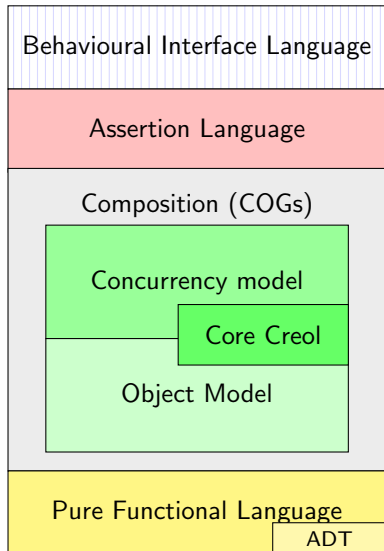 Behavioural Interface Language
Assertion Language
Composition (COGs)
Concurrency model
Core Creol
Object Model
Pure Functional Language
ADT